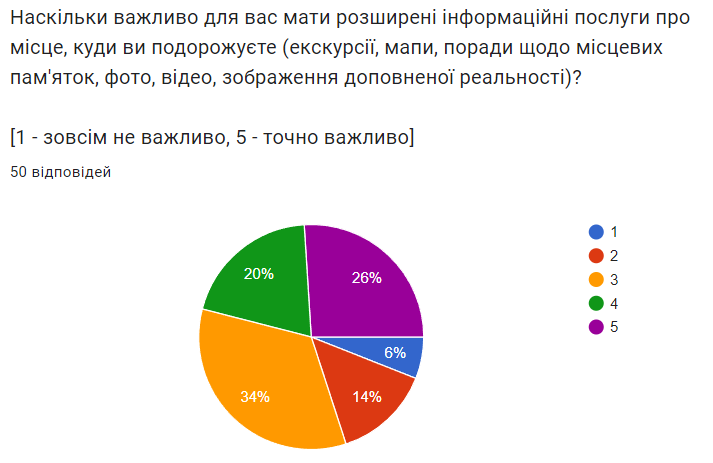 Наскільки важливо для вас мати розширені інформаційні послуги про
місце, куди ви подорожуєте (екскурсії, мапи, поради щодо місцевих
пам'яток, фото, відео, зображення доповненої реальності)?
[1 - зовсім не важливо, 5 - точно важливо]
50 відповідей
1
2
3
4
5
20%
26%
6%
34%
14%